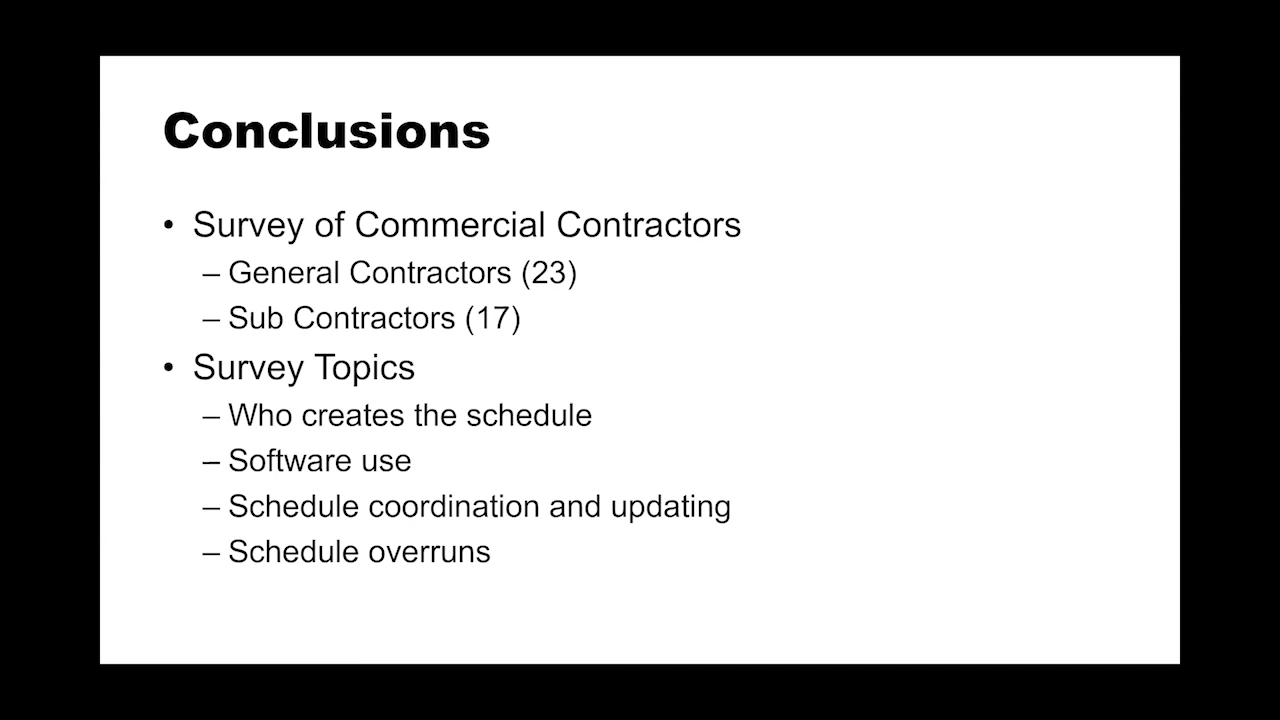 Conclusions
• Survey of Commercial Contractors
– General Contractors (23)
– Sub Contractors (17)
• Survey Topics
– Who creates the schedule
– Software use
– Schedule coordination and updating
– Schedule overruns